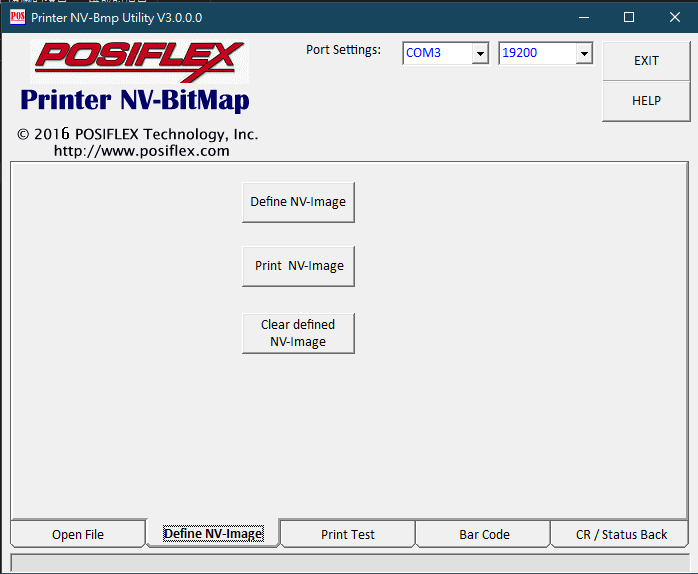 POS Printer NV-Bmp Utility V3.0.0.0
POSIFLEX
Printer NV-BitMap
© 2016 POSIFLEX Technology, Inc.
http://www.posiflex.com
Port Settings:
COM3
19200
EXIT
HELP
Define NV-Image
Print NV-Image
Clear defined
NV-Image
Open File
Define NV-Image
Print Test
Bar Code
CR / Status Back